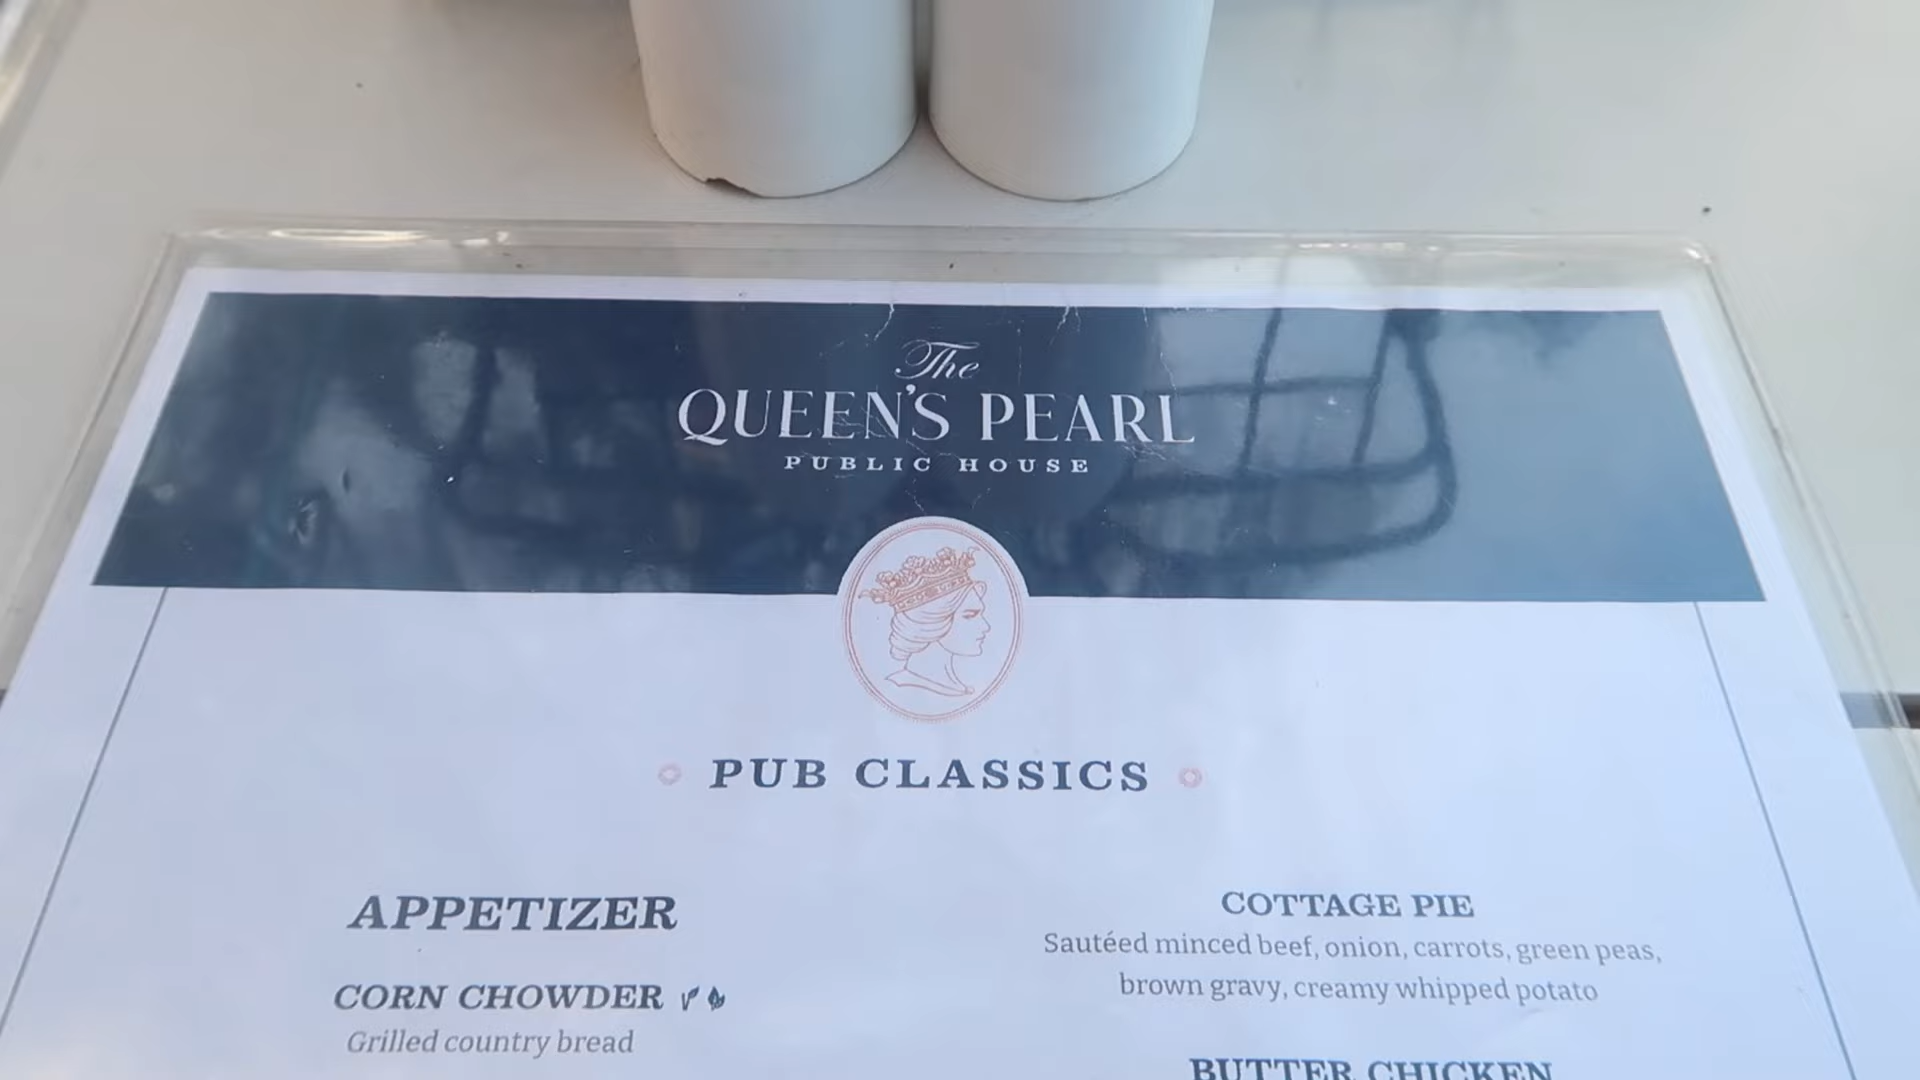 The
QUEEN'S PEARL
PUBLIC HOUSE
PUB CLASSICS
APPETIZER
CORN CHOWDER
Grilled country bread
COTTAGE PIE
Sautéed minced beef, onion, carrots, green peas,
brown gravy, creamy whipped potato
BUTTER CHICKEN